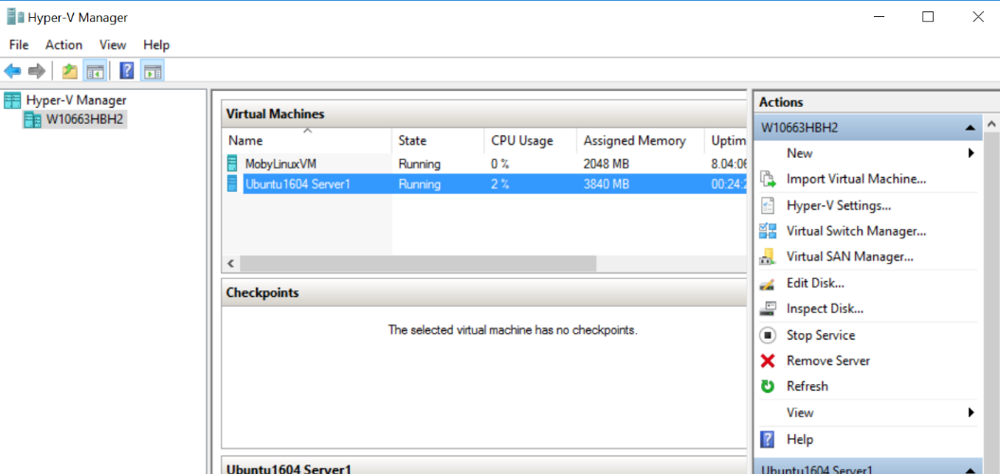 Hyper-V Manager
File Action View Help
Hyper-V Manager
W10663HBH2
Virtual Machines
Name State CPU Usage Assigned Memory Uptim
MobyLinuxVM Running 0 % 2048 MB 8.04:06
Ubuntu1604 Server1 Running 2 % 3840 MB 00:24:2
Checkpoints
The selected virtual machine has no checkpoints.
Ubuntu1604 Server1
Actions
W10663HBH2
New
Import Virtual Machine...
Hyper-V Settings...
Virtual Switch Manager...
Virtual SAN Manager...
Edit Disk...
Inspect Disk...
Stop Service
Remove Server
Refresh
View
Help
Ubuntu1604 Server1